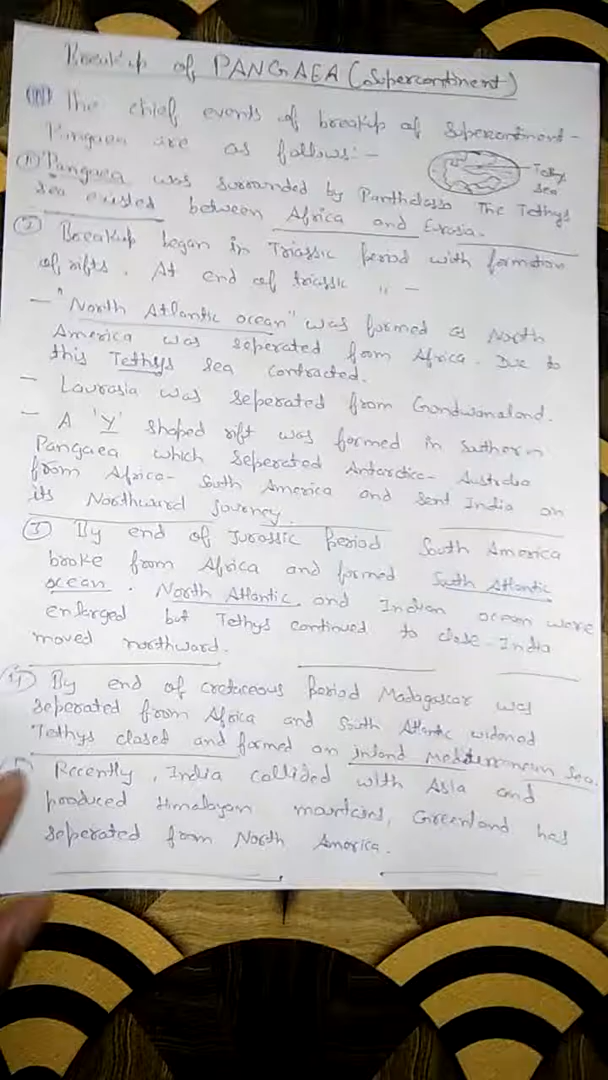 Breakup of PANGAEA (Supercontinent)
The chief events of breakup of Supercontinent-
Pangaea are as follows:-
① Pangaea was surrounded by Panthalassa The Tethys
Tethys
Sea
sea existed between Africa and Eurasia.
② Breakup began in Triassic period with formation
of rifts. At end of triassic " -
- "North Atlantic ocean" was formed as North
America was seperated from Africa. Due to
this Tethys sea contracted.
- Laurasia was seperated from Gondwanaland.
- A 'Y' shaped rift was formed in Suthern
Pangaea which seperated Antarctica- Australia
from Africa- South America and sent India on
its Northward journey.
③ By end of Jurassic period South America
broke from Africa and formed South Atlantic
ocean. North Atlantic and Indian ocean were
enlarged but Tethys continued to close. India
moved northward.
④ By end of cretaceous period Madagascar was
seperated from Africa and South Atlantic widened
Tethys closed and formed an inland Mediterranean Sea.
Recently, India collided with Asia and
produced Himalayan mountains, Greenland has
seperated from North America.